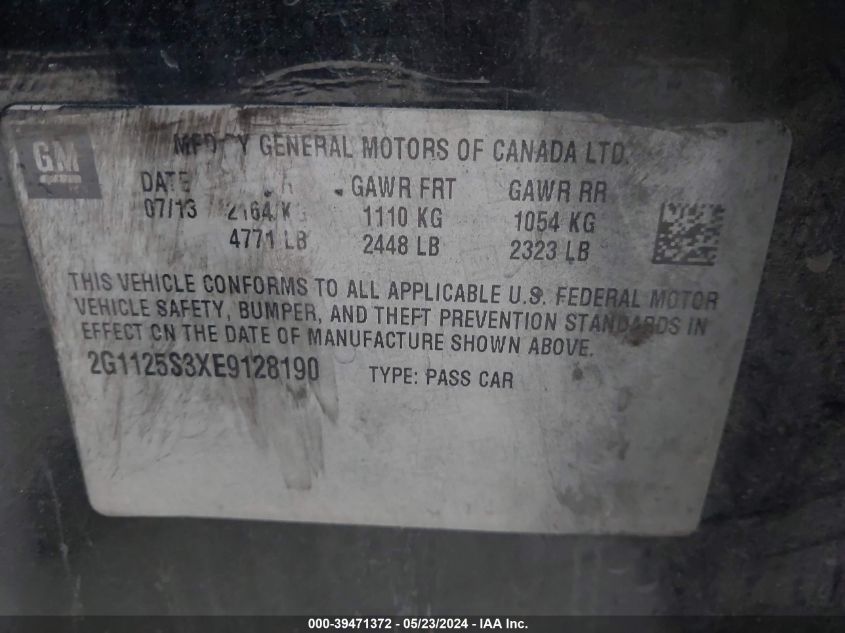 GM
GENERAL MOTORS OF CANADA LTD.
DATE GAWR FRT GAWR RR
07/13 2164 KG 1110 KG 1054 KG
4771 LB 2448 LB 2323 LB
THIS VEHICLE CONFORMS TO ALL APPLICABLE U.S. FEDERAL MOTOR
VEHICLE SAFETY, BUMPER, AND THEFT PREVENTION STANDARDS IN
EFFECT ON THE DATE OF MANUFACTURE SHOWN ABOVE.
2G1125S3XE9128190 TYPE: PASS CAR
000-39471372 - 05/23/2024 - IAA Inc.